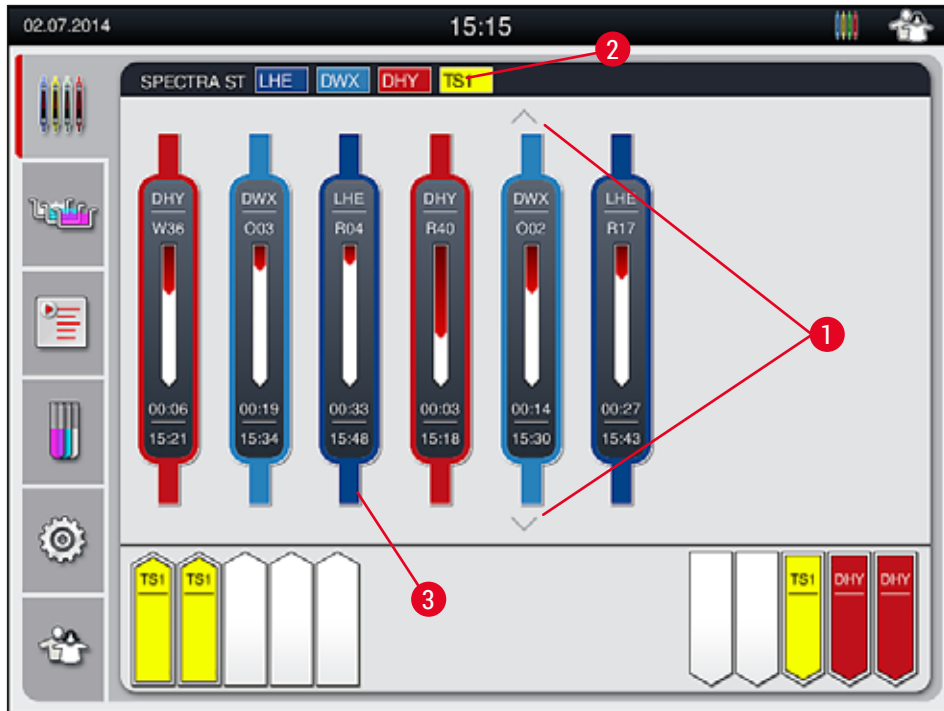 02.07.2014 15:15
2
SPECTRA ST LHE DWX DHY TS1
DHY DWX LHE DHY DWX LHE
W36 O03 R04 R40 O02 R17
1
00:06 00:19 00:33 00:03 00:14 00:27
15:21 15:34 15:48 15:18 15:30 15:43
TS1 TS1 TS1 DHY DHY
3